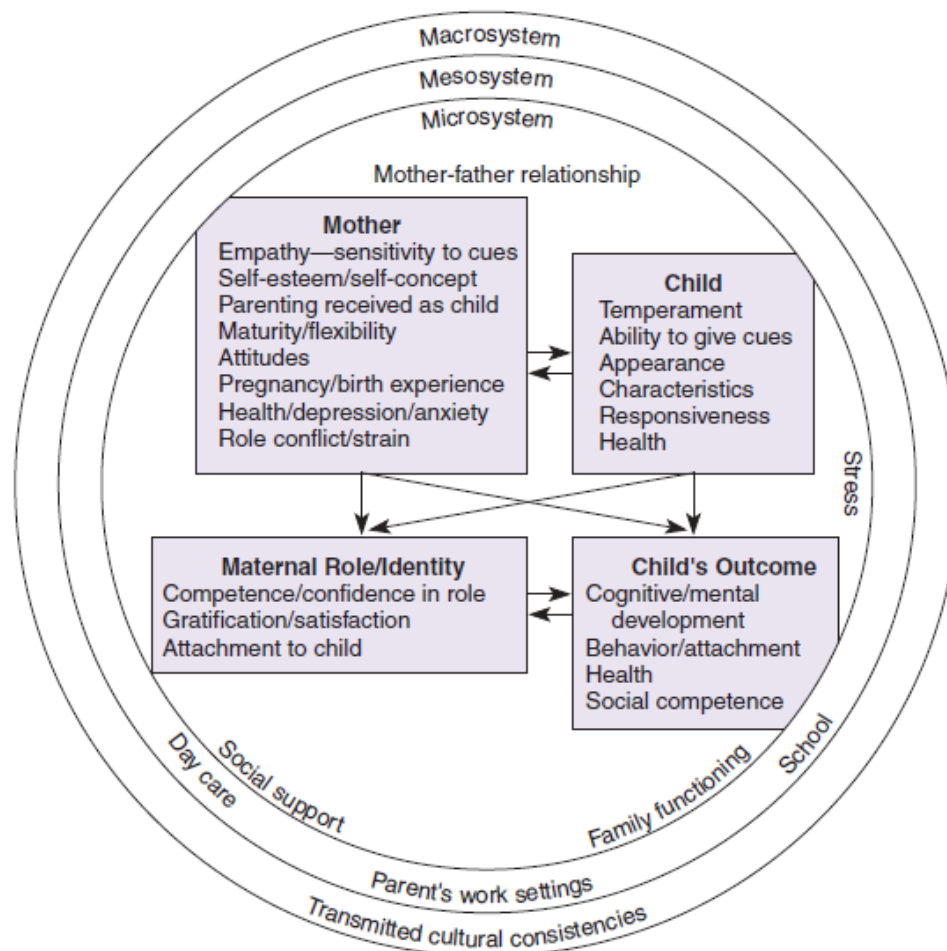 Macrosystem
Mesosystem
Microsystem
Mother-father relationship
Mother
Empathy—sensitivity to cues
Self-esteem/self-concept
Parenting received as child
Maturity/flexibility
Attitudes
Pregnancy/birth experience
Health/depression/anxiety
Role conflict/strain
Child
Temperament
Ability to give cues
Appearance
Characteristics
Responsiveness
Health
Stress
Maternal Role/Identity
Competence/confidence in role
Gratification/satisfaction
Attachment to child
Child's Outcome
Cognitive/mental
development
Behavior/attachment
Health
Social competence
Social support
Family functioning
Day care
School
Parent's work settings
Transmitted cultural consistencies